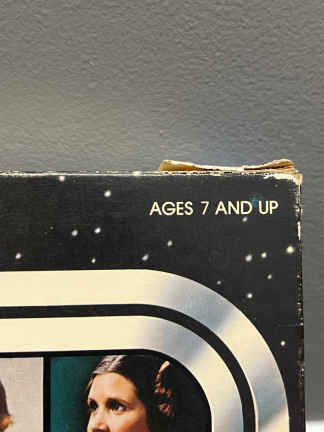 AGES 7 AND UP